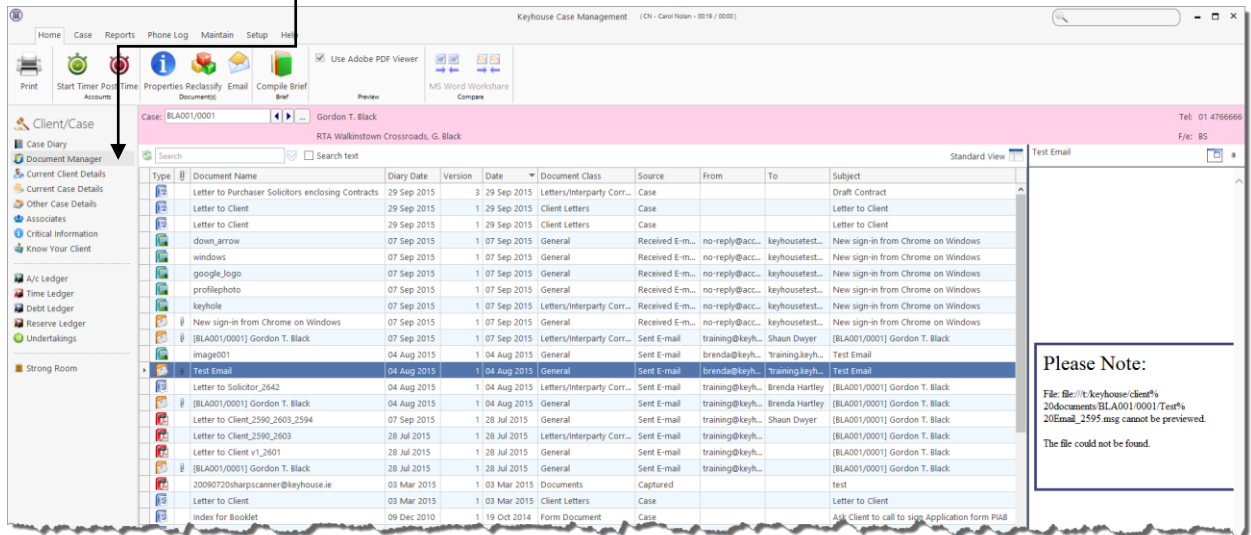 Keyhouse Case Management (CN - Carol Nolan - 00:19 / 00:00)
Home Case Reports Phone Log Maintain Setup Help
Use Adobe PDF Viewer
Print Start Timer Post Time Properties Reclassify Email Compile Brief MS Word Workshare
Accounts Document(s) Brief Preview Compare
Client/Case
Case Diary
Document Manager
Current Client Details
Current Case Details
Other Case Details
Associates
Critical Information
Know Your Client
A/c Ledger
Time Ledger
Debt Ledger
Reserve Ledger
Undertakings
Strong Room
Case: BLA001/0001 ... Gordon T. Black Tel: 01 4766666
RTA Walkinstown Crossroads, G. Black F/e: BS
Search Search text Standard View
Type Document Name Diary Date Version Date Document Class Source From To Subject
Letter to Purchaser Solicitors enclosing Contracts 29 Sep 2015 3 29 Sep 2015 Letters/Interparty Corr... Case Draft Contract
Letter to Client 29 Sep 2015 1 29 Sep 2015 Client Letters Case Letter to Client
Letter to Client 29 Sep 2015 1 29 Sep 2015 Client Letters Case Letter to Client
down_arrow 07 Sep 2015 1 07 Sep 2015 General Received E-m... no-reply@acc... keyhousetest... New sign-in from Chrome on Windows
windows 07 Sep 2015 1 07 Sep 2015 General Received E-m... no-reply@acc... keyhousetest... New sign-in from Chrome on Windows
google_logo 07 Sep 2015 1 07 Sep 2015 General Received E-m... no-reply@acc... keyhousetest... New sign-in from Chrome on Windows
profilephoto 07 Sep 2015 1 07 Sep 2015 General Received E-m... no-reply@acc... keyhousetest... New sign-in from Chrome on Windows
keyhole 07 Sep 2015 1 07 Sep 2015 Letters/Interparty Corr... Received E-m... no-reply@acc... keyhousetest... New sign-in from Chrome on Windows
New sign-in from Chrome on Windows 07 Sep 2015 1 07 Sep 2015 General Received E-m... no-reply@acc... keyhousetest... New sign-in from Chrome on Windows
[BLA001/0001] Gordon T. Black 07 Sep 2015 1 07 Sep 2015 Letters/Interparty Corr... Sent E-mail training@keyh... Shaun Dwyer [BLA001/0001] Gordon T. Black
image001 04 Aug 2015 1 04 Aug 2015 General Sent E-mail brenda@keyh... 'training.keyh... Test Email
Test Email 04 Aug 2015 1 04 Aug 2015 General Sent E-mail brenda@keyh... 'training.keyh... Test Email
Letter to Solicitor_2642 04 Aug 2015 1 04 Aug 2015 Letters/Interparty Corr... Sent E-mail training@keyh... Brenda Hartley [BLA001/0001] Gordon T. Black
[BLA001/0001] Gordon T. Black 04 Aug 2015 1 04 Aug 2015 General Sent E-mail training@keyh... Brenda Hartley [BLA001/0001] Gordon T. Black
Letter to Client_2590_2603_2594 07 Sep 2015 1 28 Jul 2015 General Sent E-mail training@keyh... Shaun Dwyer [BLA001/0001] Gordon T. Black
Letter to Client_2590_2603 28 Jul 2015 1 28 Jul 2015 Letters/Interparty Corr... Sent E-mail training@keyh... [BLA001/0001] Gordon T. Black
Letter to Client v1_2601 28 Jul 2015 1 28 Jul 2015 General Sent E-mail training@keyh... [BLA001/0001] Gordon T. Black
[BLA001/0001] Gordon T. Black 28 Jul 2015 1 28 Jul 2015 General Sent E-mail training@keyh... [BLA001/0001] Gordon T. Black
20090720sharpscanner@keyhouse.ie 03 Mar 2015 1 03 Mar 2015 Documents Captured test
Letter to Client 03 Mar 2015 1 03 Mar 2015 Client Letters Case Letter to Client
Index for Booklet 09 Dec 2010 1 19 Oct 2014 Form Document Case Ask Client to call to sign Application form PIAB
Test Email
Please Note:
File: file:///t:/keyhouse/client%
20documents/BLA001/0001/Test%
20Email_2595.msg cannot be previewed.
The file could not be found.